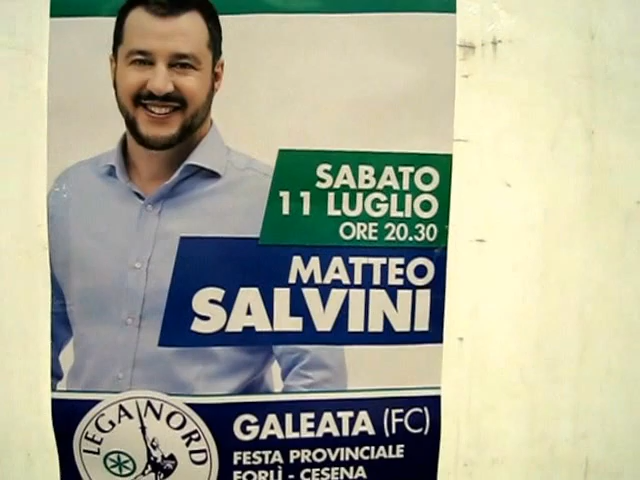 SABATO
11 LUGLIO
ORE 20.30
MATTEO
SALVINI
LEGA NORD
GALEATA (FC)
FESTA PROVINCIALE
FORLÌ - CESENA